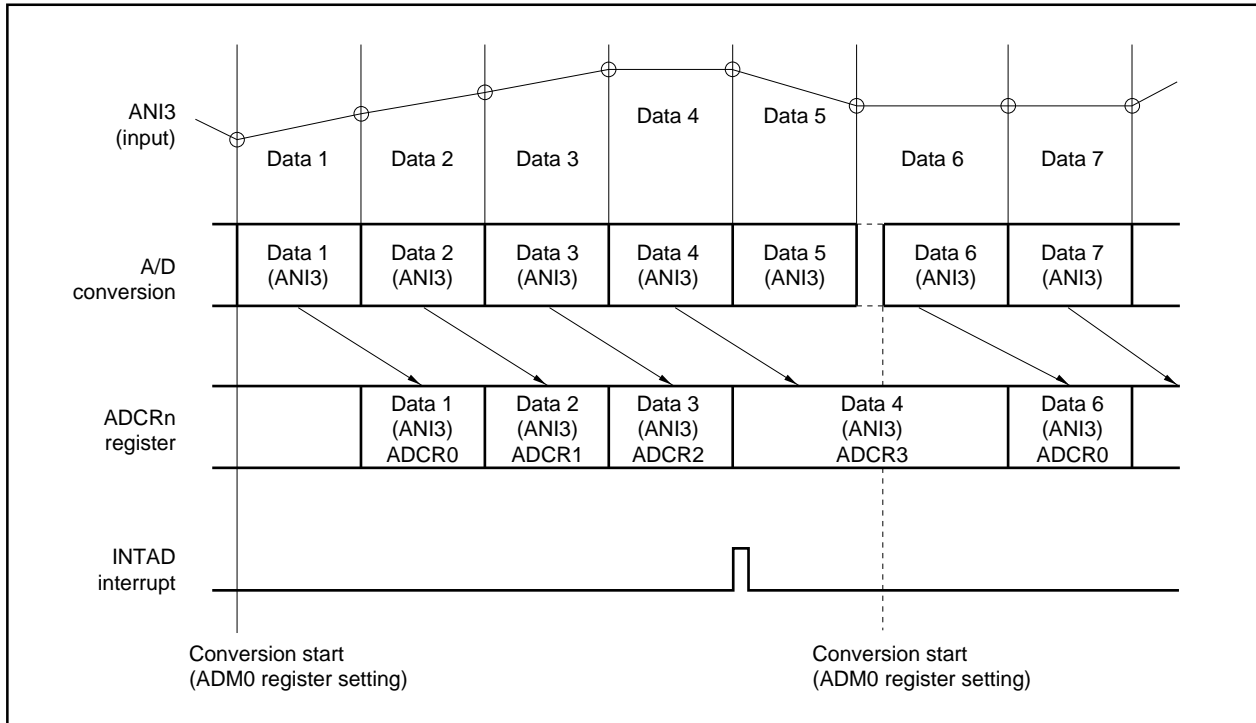 ANI3
(input)
Data 1
Data 2
Data 3
Data 4
Data 5
Data 6
Data 7
A/D
conversion
Data 1
(ANI3)
Data 2
(ANI3)
Data 3
(ANI3)
Data 4
(ANI3)
Data 5
(ANI3)
Data 6
(ANI3)
Data 7
(ANI3)
ADCRn
register
Data 1
(ANI3)
ADCR0
Data 2
(ANI3)
ADCR1
Data 3
(ANI3)
ADCR2
Data 4
(ANI3)
ADCR3
Data 6
(ANI3)
ADCR0
INTAD
interrupt
Conversion start
(ADM0 register setting)
Conversion start
(ADM0 register setting)